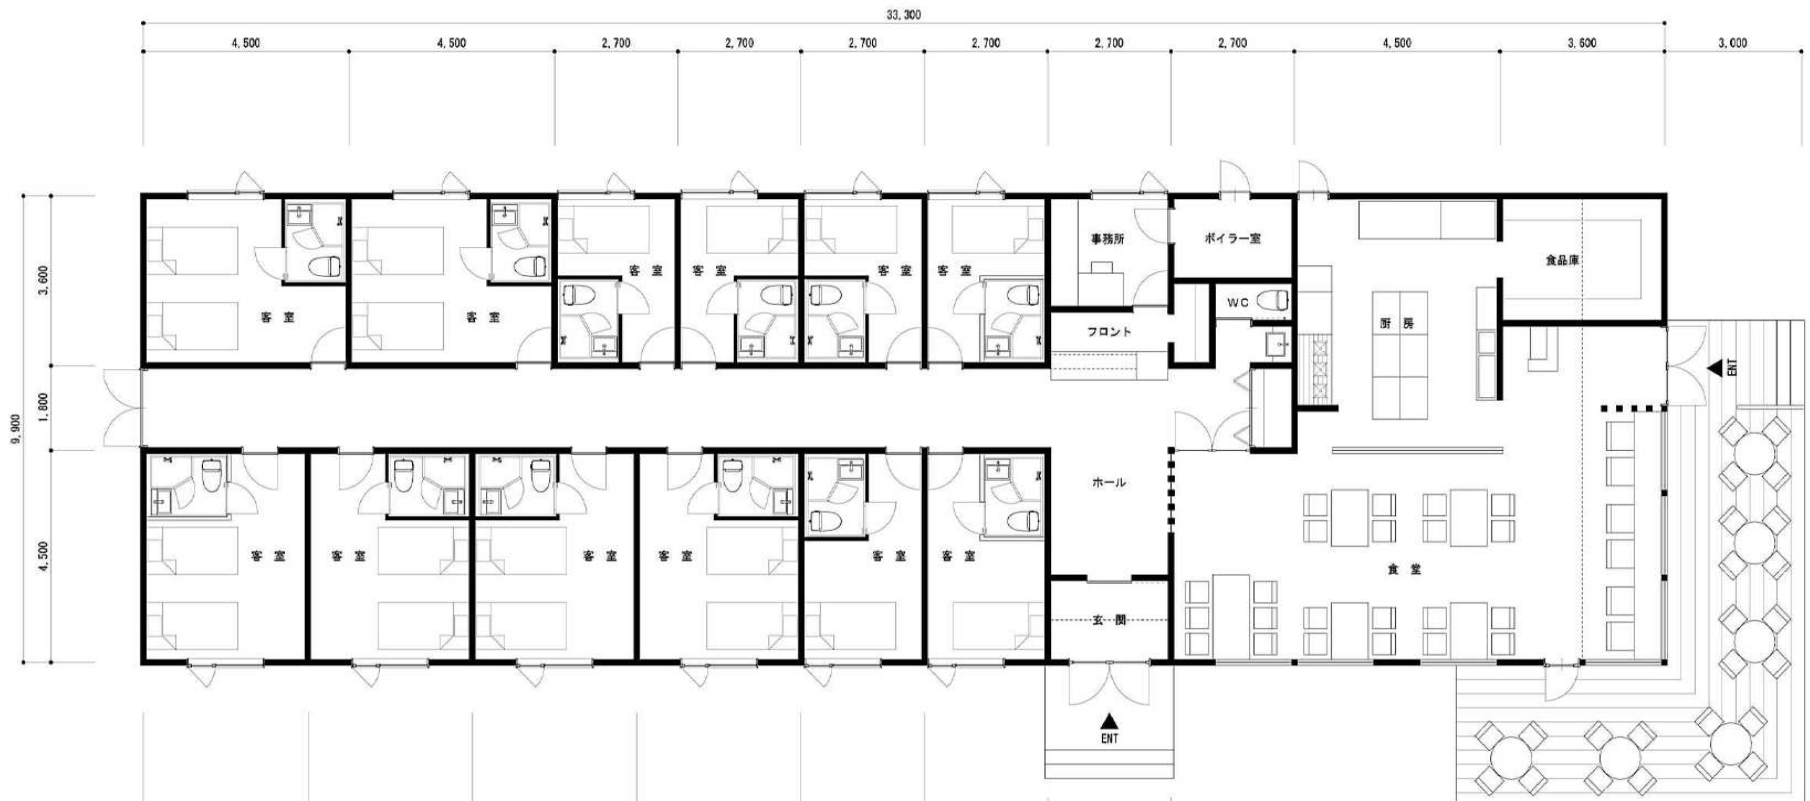 33,300
4,500
4,500
2,700
2,700
2,700
2,700
2,700
2,700
4,500
3,600
3,000
9,900
3,600
1,800
4,500
客 室
客 室
客 室
客 室
客 室
客 室
事務所
ボイラー室
食品庫
WC
フロント
厨 房
ENT
ホール
客 室
客 室
客 室
客 室
客 室
客 室
食 堂
玄 関
ENT